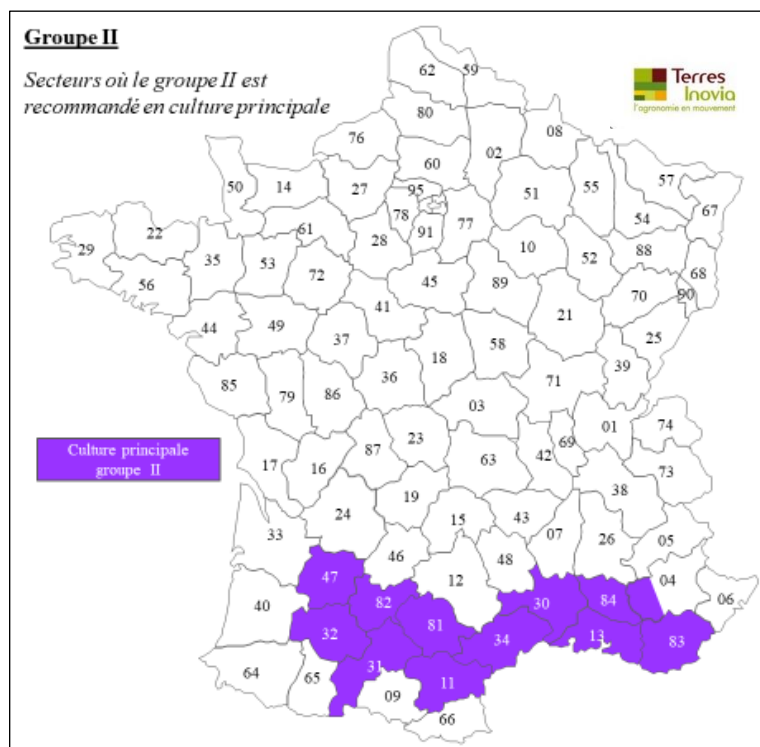 Groupe II
Secteurs où le groupe II est
recommandé en culture principale
Terres
Inovia
l'agronomie en mouvement
62 59
80
76 02 08
60
50 14 27 95 51 55 57
78 54 67
61 91 77
22 28 10 88
29 35 53 52 68
72 45 89 90
56 41 70
44 49 21 25
37 58
18 39
85 79 86 36 71
03
01 74
23 69
87 42
17 16 63 73
38
19
24 15 43
33 07 26 05
46 48
47 12 04
82 84 06
40 30
81
32 34 13 83
31
64 65 11
09
66
Culture principale
groupe II